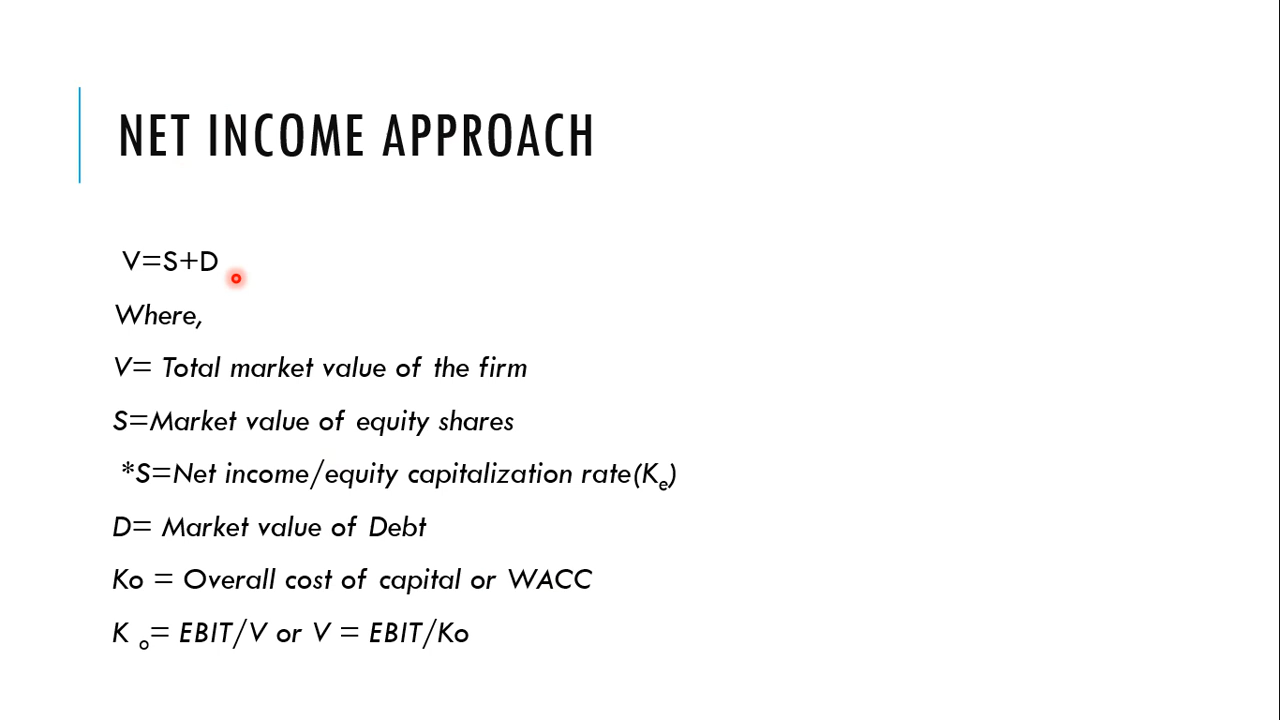 NET INCOME APPROACH
V=S+D
Where,
V= Total market value of the firm
S=Market value of equity shares
*S=Net income/equity capitalization rate(Ke)
D= Market value of Debt
Ko = Overall cost of capital or WACC
K o= EBIT/V or V = EBIT/Ko